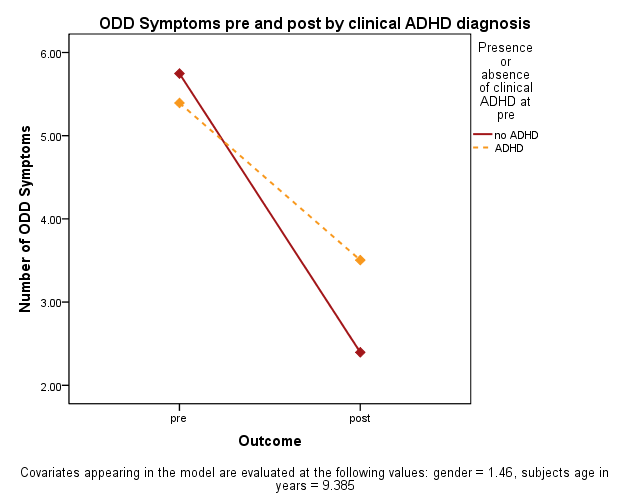 ODD Symptoms pre and post by clinical ADHD diagnosis
Presence
or
absence
of clinical
ADHD at
pre
no ADHD
ADHD
Number of ODD Symptoms
6.00
5.00
4.00
3.00
2.00
pre
post
Outcome
Covariates appearing in the model are evaluated at the following values: gender = 1.46, subjects age in
years = 9.385